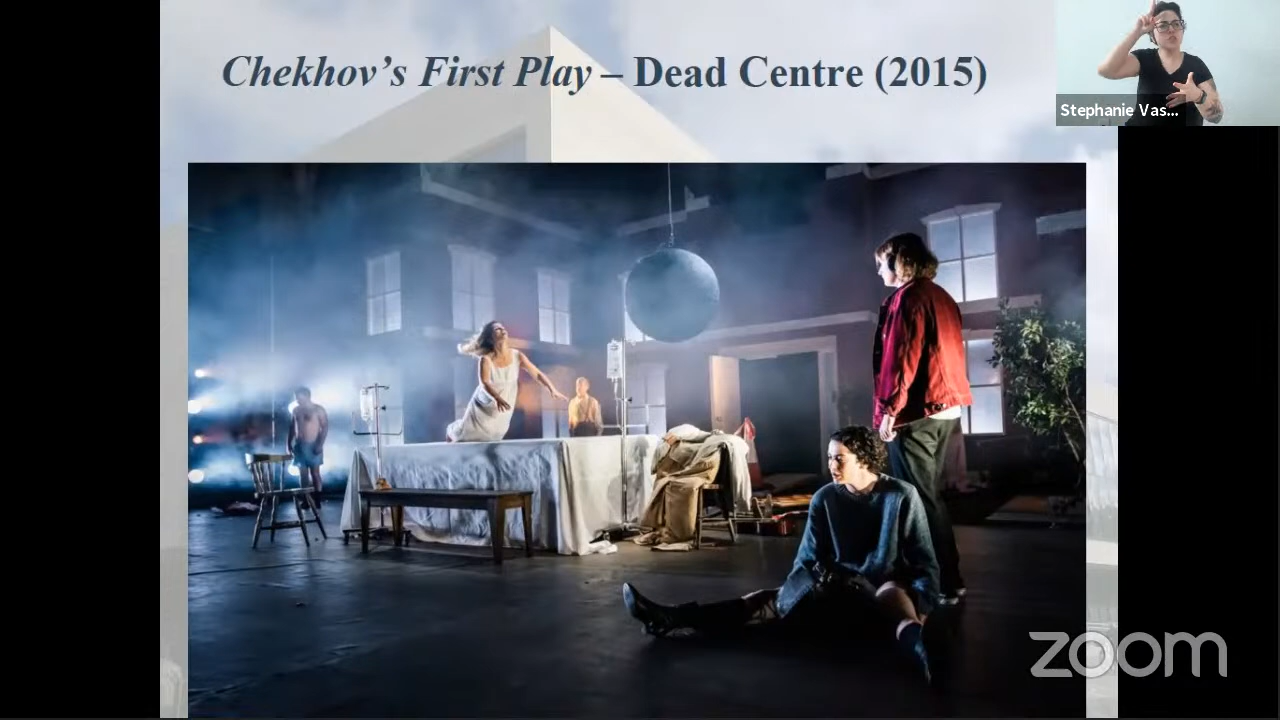 Chekhov's First Play – Dead Centre (2015)
Stephanie Vas...
zoom